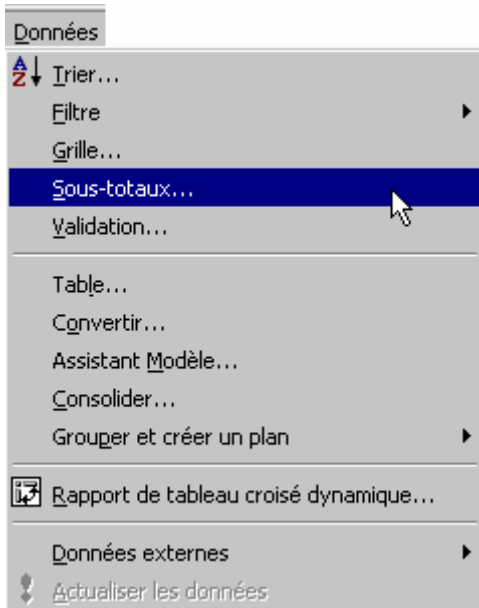 Données
Trier...
Filtre
Grille...
Sous-totaux...
Validation...
Table...
Convertir...
Assistant Modèle...
Consolider...
Grouper et créer un plan
Rapport de tableau croisé dynamique...
Données externes
Actualiser les données